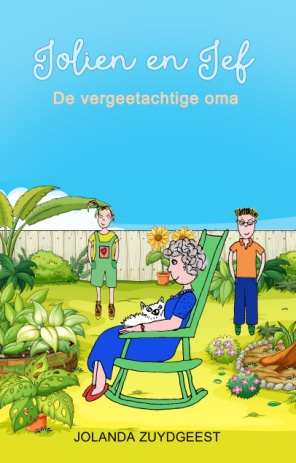 Jolien en Jef
De vergeetachtige oma
JOLANDA ZUYDGEEST